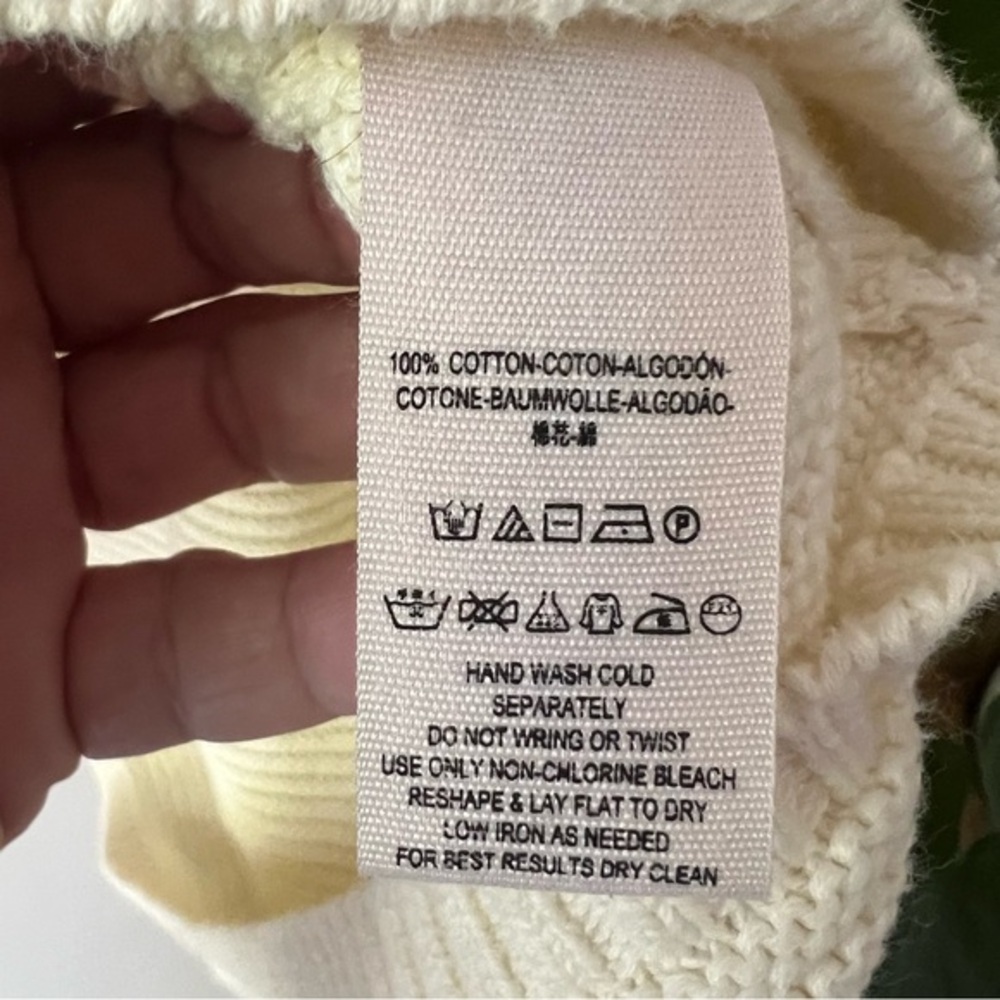 100% COTTON-COTON-ALGODÓN-
COTONE-BAUMWOLLE-ALGODÃO-
棉花-綿
P
HAND WASH COLD
SEPARATELY
DO NOT WRING OR TWIST
USE ONLY NON-CHLORINE BLEACH
RESHAPE & LAY FLAT TO DRY
LOW IRON AS NEEDED
FOR BEST RESULTS DRY CLEAN